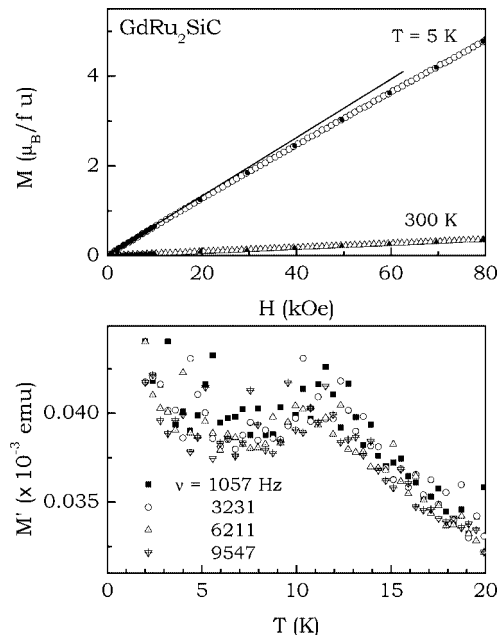 GdRu₂SiC
T = 5 K
300 K
M (μ_B/f u)
4
2
0
0 20 40 60 80
H (kOe)
M' (x 10⁻³ emu)
0.040
0.035
ν = 1057 Hz
3231
6211
9547
0 5 10 15 20
T (K)